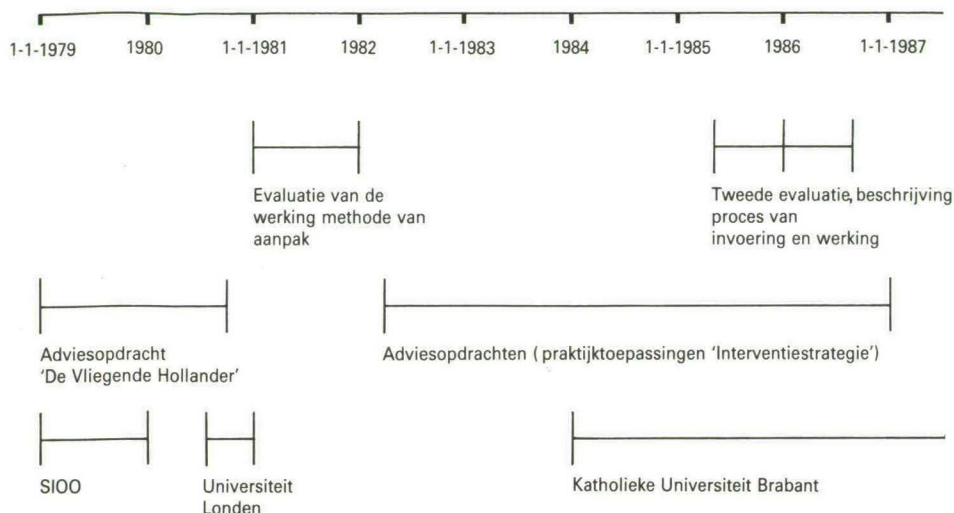 1-1-1979 1980 1-1-1981 1982 1-1-1983 1984 1-1-1985 1986 1-1-1987
Evaluatie van de
werking methode van
aanpak
Tweede evaluatie, beschrijving
proces van
invoering en werking
Adviesopdracht
'De Vliegende Hollander'
Adviesopdrachten ( praktijktoepassingen 'Interventiestrategie')
SIOO
Universiteit
Londen
Katholieke Universiteit Brabant